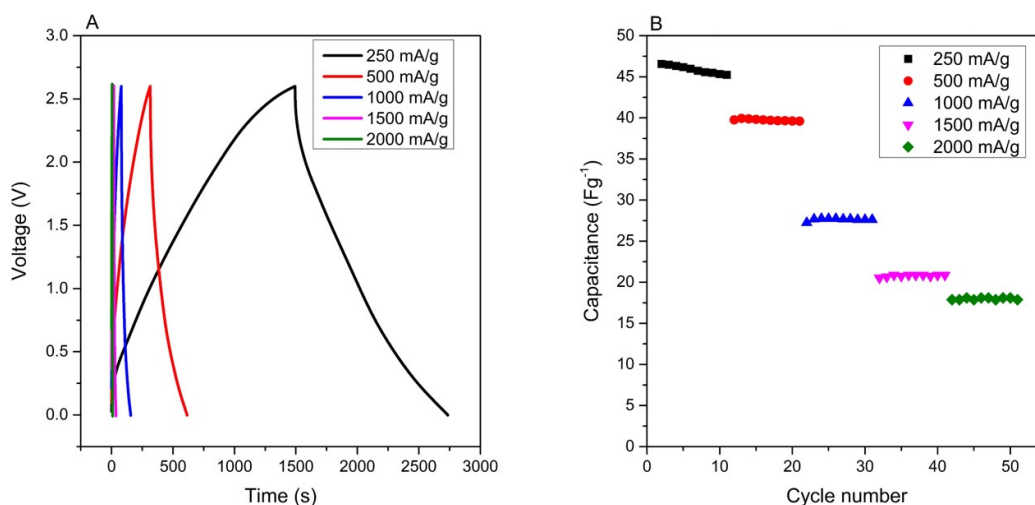 A
3.0
2.5
2.0
1.5
1.0
0.5
0.0
Voltage (V)
250 mA/g
500 mA/g
1000 mA/g
1500 mA/g
2000 mA/g
0 500 1000 1500 2000 2500 3000
Time (s)
B
50
45
40
35
30
25
20
15
10
5
0
Capacitance (Fg⁻¹)
250 mA/g
500 mA/g
1000 mA/g
1500 mA/g
2000 mA/g
0 10 20 30 40 50
Cycle number